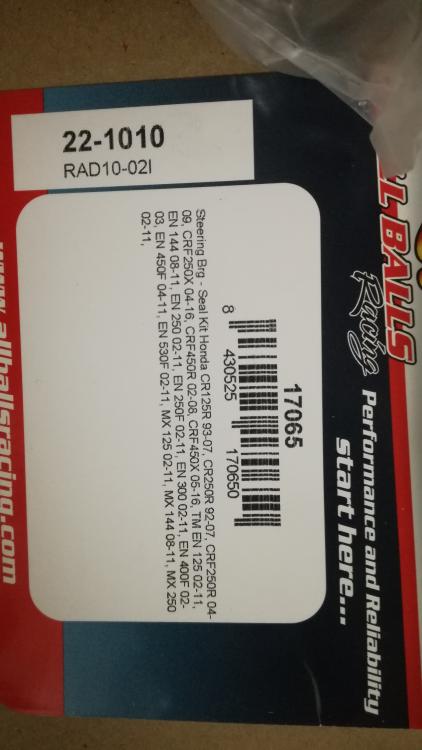 22-1010
RAD10-02I
L-BALLS
Racing
Performance and Reliability
start here...
17065
8 430525 170650
Steering Brg - Seal Kit Honda CR125R 93-07, CR250R 92-07, CRF250R 04-
09, CRF250X 04-16, CRF450R 02-08, CRF450X 05-16, TM EN 125 02-11,
EN 144 08-11, EN 250 02-11, EN 250F 02-11, EN 300 02-11, EN 400F 02-
03, EN 450F 04-11, EN 530F 02-11, MX 125 02-11, MX 144 08-11, MX 250
02-11,
www.allballsracing.com